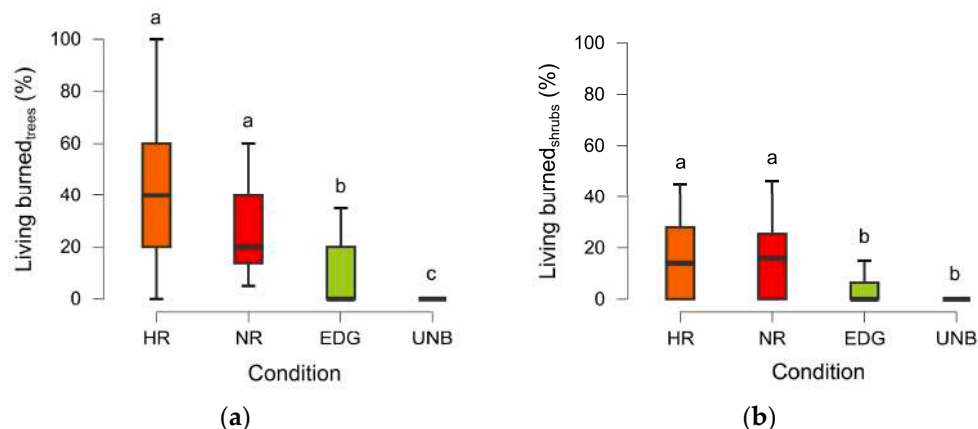 a
100
80
60
40
20
0
Living burned trees (%)
a
b
c
HR NR EDG UNB
Condition
(a)
100
80
60
40
20
0
Living burned shrubs (%)
a a
b
b
HR NR EDG UNB
Condition
(b)